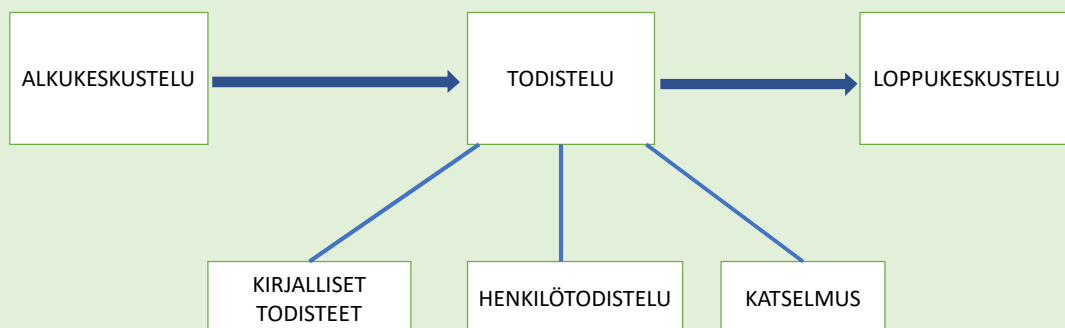 ALKUKESKUSTELU
TODISTELU
LOPPUKESKUSTELU
KIRJALLISET
TODISTEET
HENKILÖTODISTELU
KATSELMUS